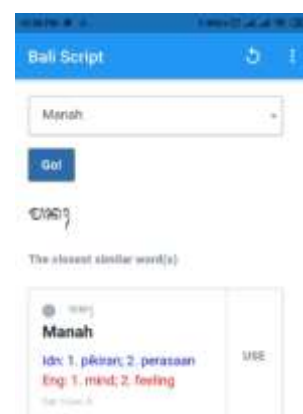 Bali Script
Manah
Go!
The closest similar word(s)
Manah
Idn: 1. pikiran; 2. perasaan
Eng: 1. mind; 2. feeling
USE